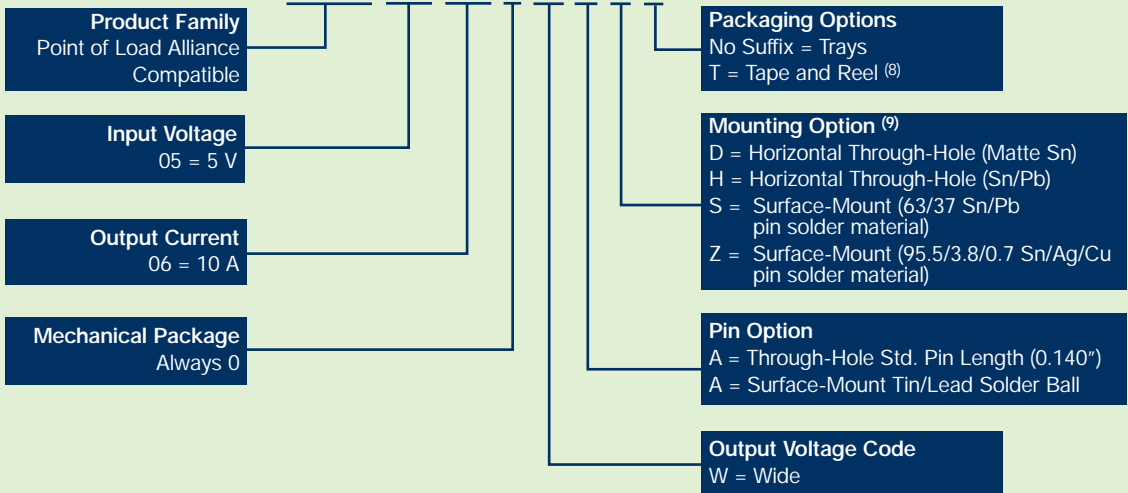 Product Family
Point of Load Alliance
Compatible
Input Voltage
05 = 5 V
Output Current
06 = 10 A
Mechanical Package
Always 0
Packaging Options
No Suffix = Trays
T = Tape and Reel (8)
Mounting Option (9)
D = Horizontal Through-Hole (Matte Sn)
H = Horizontal Through-Hole (Sn/Pb)
S = Surface-Mount (63/37 Sn/Pb
pin solder material)
Z = Surface-Mount (95.5/3.8/0.7 Sn/Ag/Cu
pin solder material)
Pin Option
A = Through-Hole Std. Pin Length (0.140″)
A = Surface-Mount Tin/Lead Solder Ball
Output Voltage Code
W = Wide